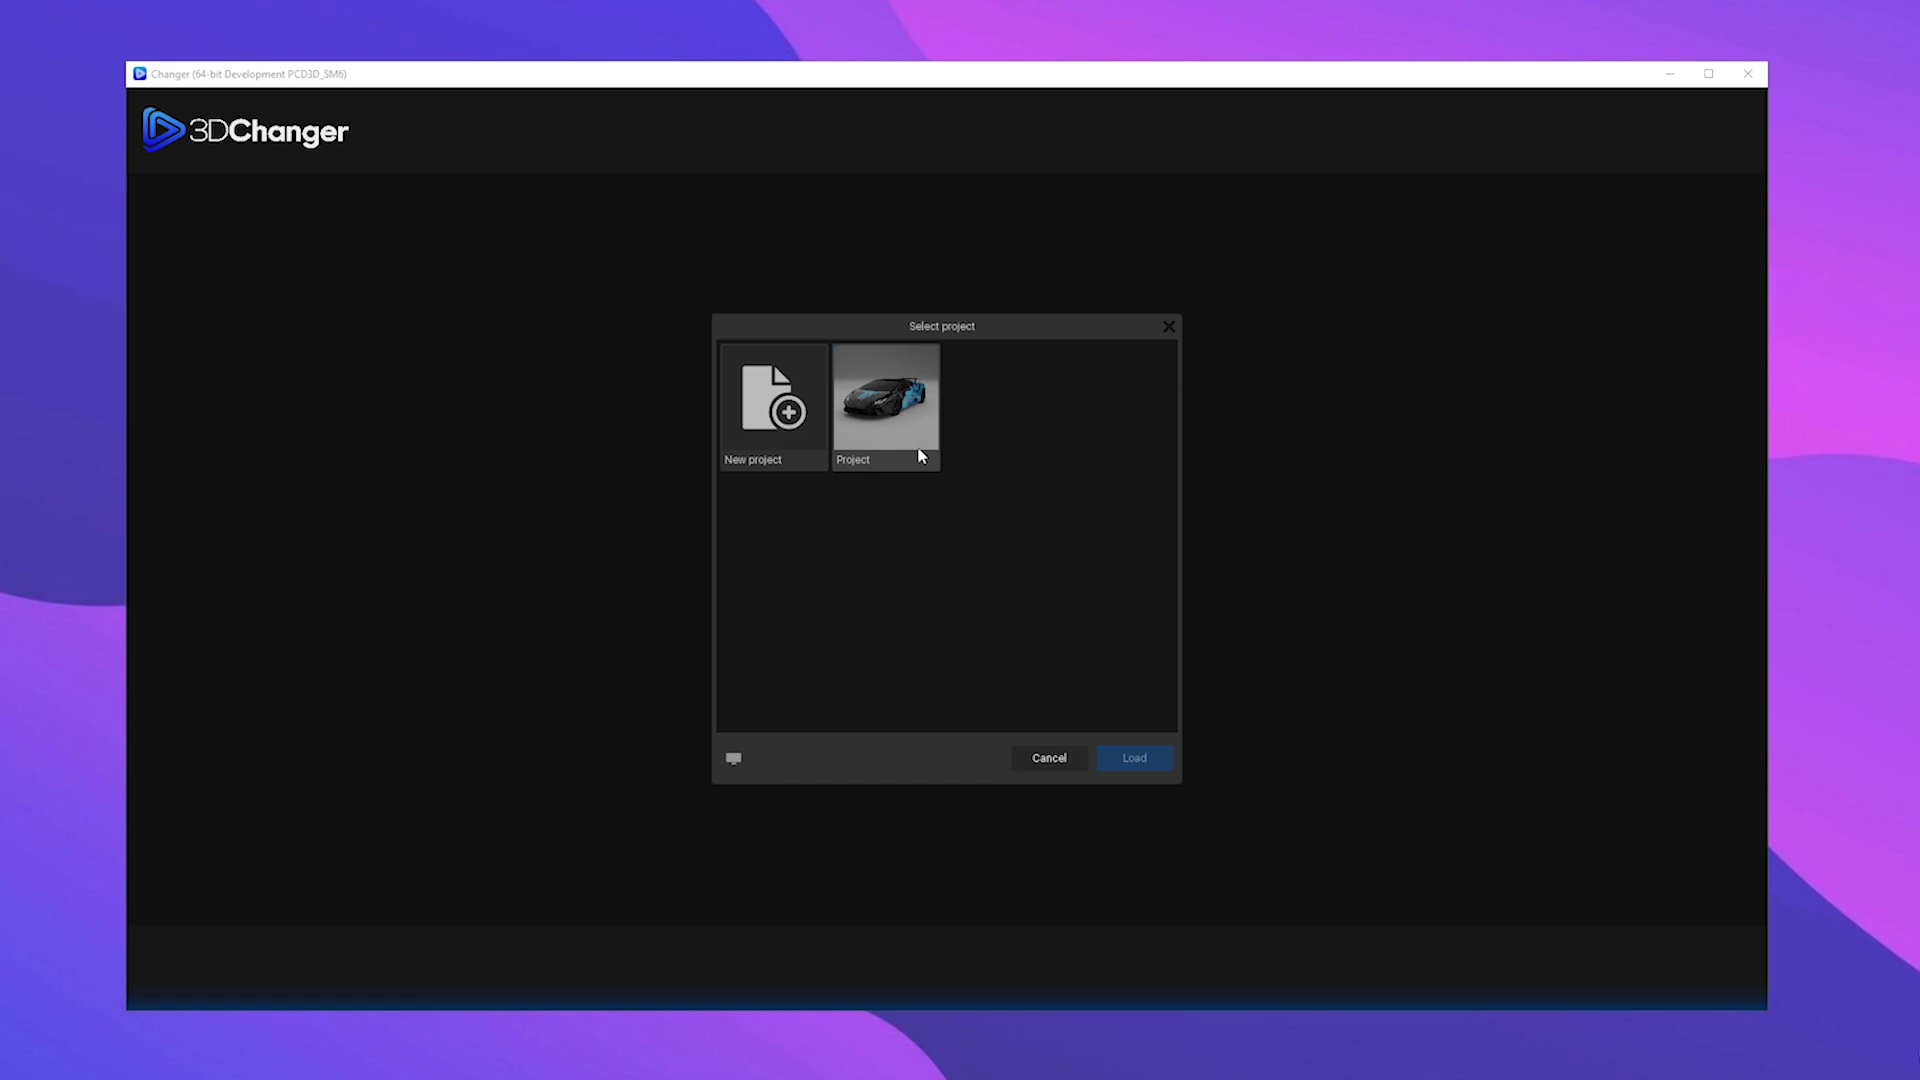 Changer (64-bit Development PCD3D_SM6)
3DChanger
Select project
New project
Project
Cancel
Load